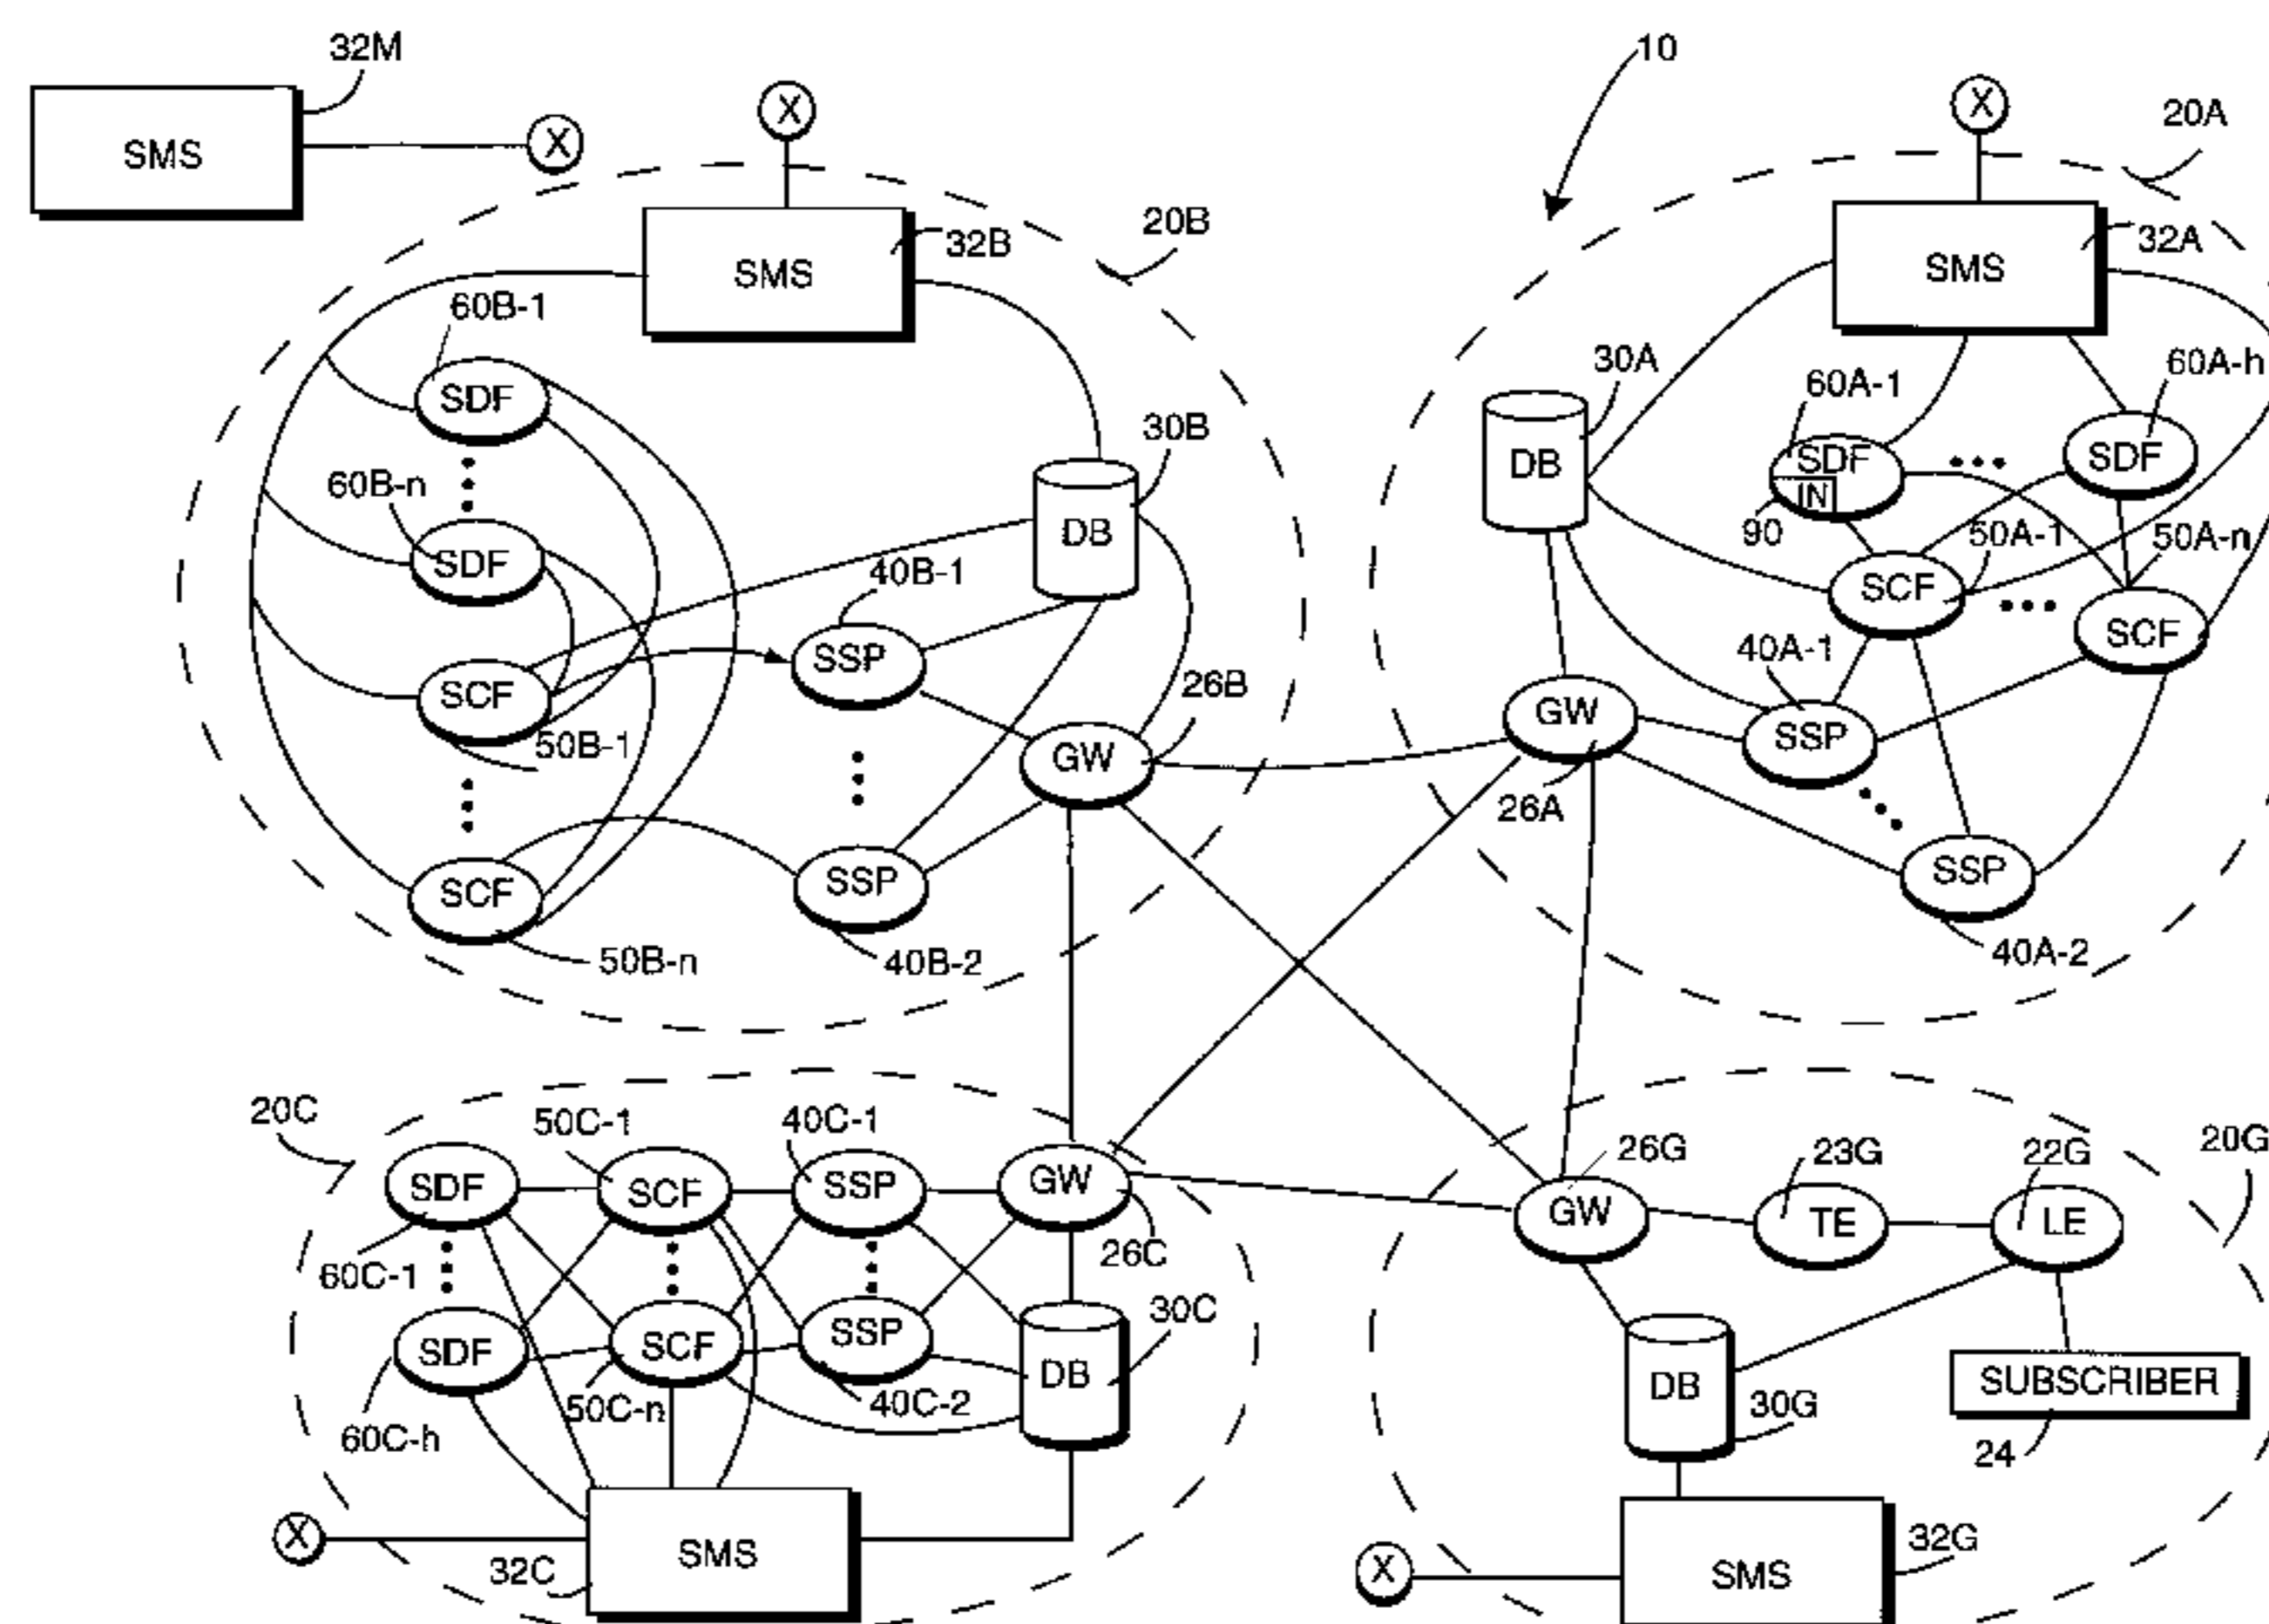 32M
SMS
X
X
10
X
20A
20B
32B
SMS
32A
SMS
60B-1
SDF
30A
DB
60A-1
60A-h
SDF
SDF
IN
90
30B
DB
60B-n
SDF
50A-1
50A-n
SCF
SCF
40B-1
SSP
SCF
50B-1
26B
GW
GW
26A
40A-1
SSP
SCF
50B-n
SSP
40B-2
SSP
40A-2
20C
50C-1
40C-1
SDF
SCF
SSP
GW
26C
60C-1
SDF
SCF
SSP
30C
DB
60C-h
50C-n
40C-2
X
32C
SMS
26G
23G
22G
20G
GW
TE
LE
DB
30G
SUBSCRIBER
24
X
SMS
32G